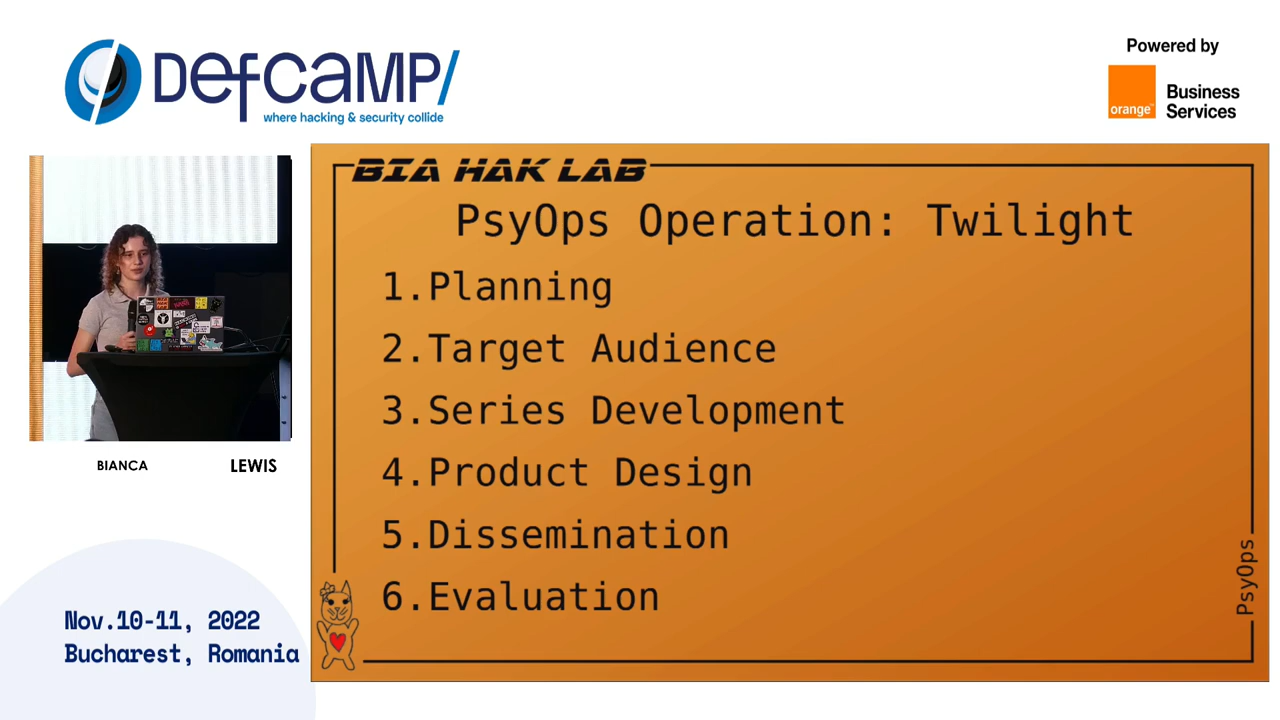 DefCamp/
where hacking & security collide
Powered by
orange™
Business
Services
BIA HAK LAB
PsyOps Operation: Twilight
1.Planning
2.Target Audience
3.Series Development
4.Product Design
5.Dissemination
6.Evaluation
PsyOps
BIANCA LEWIS
Nov.10-11, 2022
Bucharest, Romania